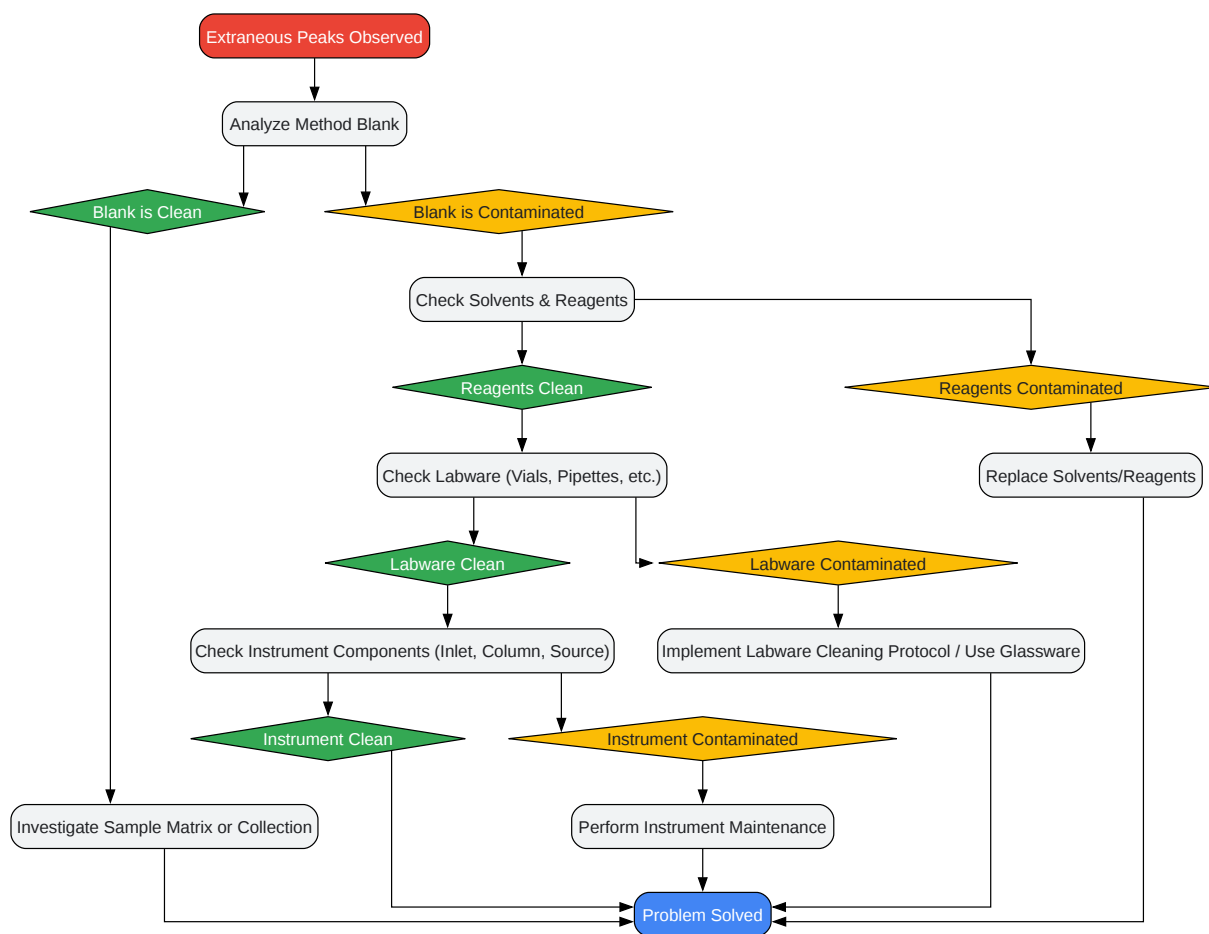 Extraneous Peaks Observed
Analyze Method Blank
Blank is Clean
Blank is Contaminated
Check Solvents & Reagents
Reagents Clean
Reagents Contaminated
Check Labware (Vials, Pipettes, etc.)
Replace Solvents/Reagents
Labware Clean
Labware Contaminated
Check Instrument Components (Inlet, Column, Source)
Implement Labware Cleaning Protocol / Use Glassware
Instrument Clean
Instrument Contaminated
Investigate Sample Matrix or Collection
Perform Instrument Maintenance
Problem Solved